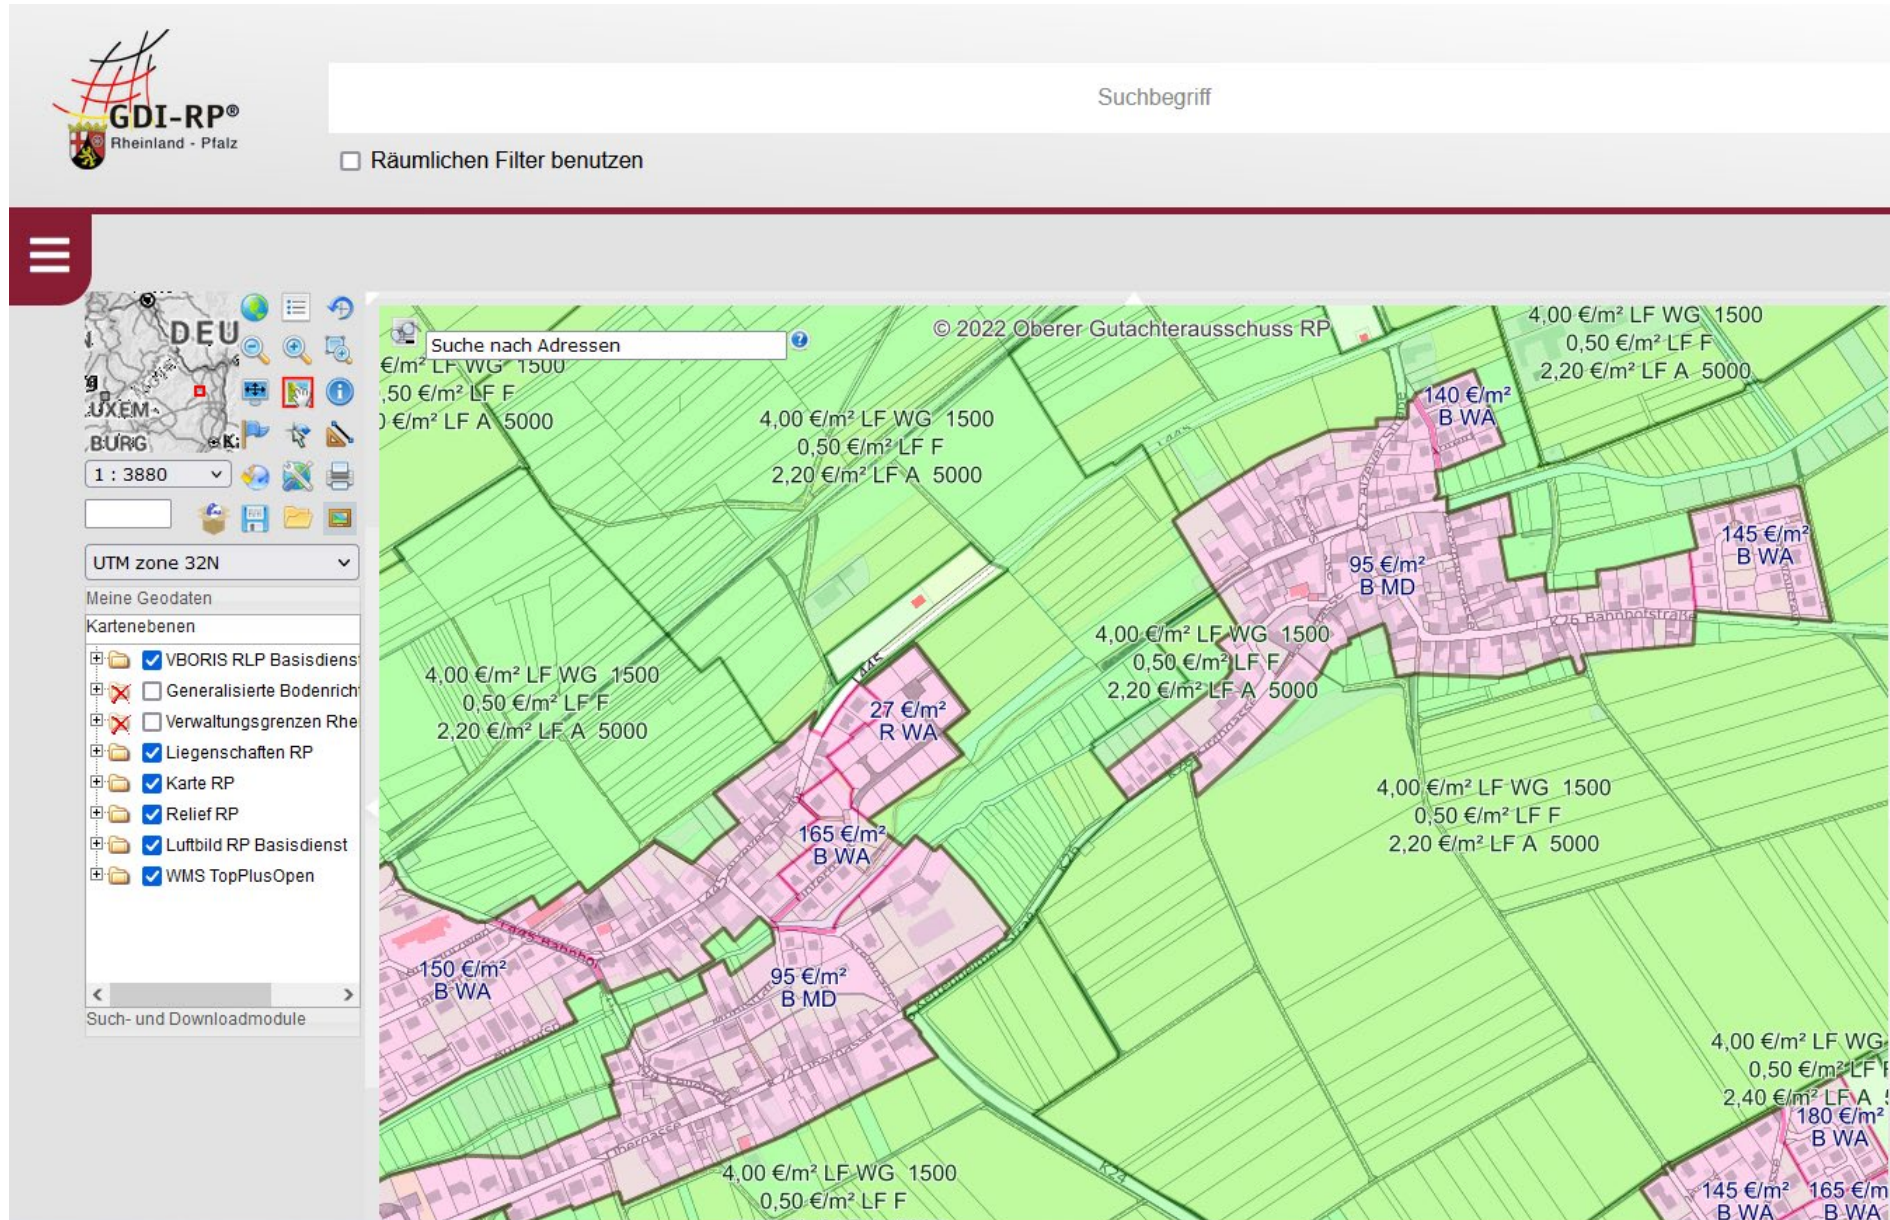 GDI-RP®
Rheinland - Pfalz
Suchbegriff
Räumlichen Filter benutzen
DEU
LUXEM-
BURG
1 : 3880
UTM zone 32N
Meine Geodaten
Kartenebenen
VBORIS RLP Basisdienst
Generalisierte Bodenrich
Verwaltungsgrenzen Rhe
Liegenschaften RP
Karte RP
Relief RP
Luftbild RP Basisdienst
WMS TopPlusOpen
Such- und Downloadmodule
Suche nach Adressen
© 2022 Oberer Gutachterausschuss RP
€/m² LF WG 1500
,50 €/m² LF F
€/m² LF A 5000
4,00 €/m² LF WG 1500
0,50 €/m² LF F
2,20 €/m² LF A 5000
4,00 €/m² LF WG 1500
0,50 €/m² LF F
2,20 €/m² LF A 5000
140 €/m²
B WA
L445
145 €/m²
B WA
95 €/m²
B MD
K76 Bahnhofstraße
4,00 €/m² LF WG 1500
0,50 €/m² LF F
2,20 €/m² LF A 5000
4,00 €/m² LF WG 1500
0,50 €/m² LF F
2,20 €/m² LF A 5000
L445
27 €/m²
R WA
4,00 €/m² LF WG 1500
0,50 €/m² LF F
2,20 €/m² LF A 5000
165 €/m²
B WA
K26
L445 Bahnhof
150 €/m²
B WA
95 €/m²
B MD
4,00 €/m² LF WG
0,50 €/m² LF F
2,40 €/m² LF A
180 €/m²
B WA
K24
4,00 €/m² LF WG 1500
0,50 €/m² LF F
145 €/m²
B WA
165 €/m
B WA